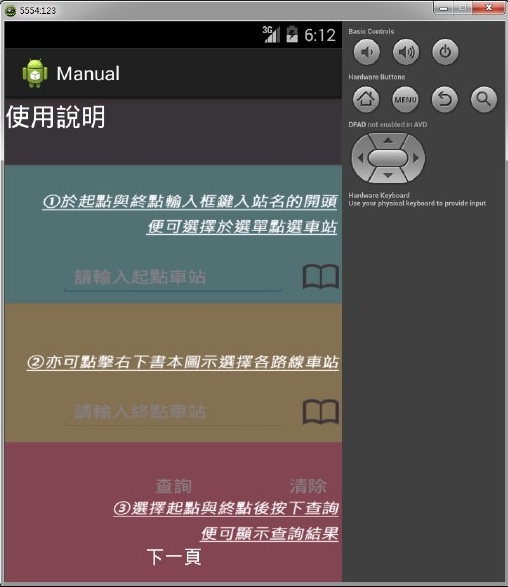 5554:123
3G 6:12
Manual
使用說明
①於起點與終點輸入框鍵入站名的開頭
便可選擇於選單點選車站
請輸入起點車站
②亦可點擊右下書本圖示選擇各路線車站
請輸入終點車站
查詢 清除
③選擇起點與終點後按下查詢
便可顯示查詢結果
下一頁
Basic Controls
Hardware Buttons
MENU
DPAD not enabled in AVD
Hardware Keyboard
Use your physical keyboard to provide input